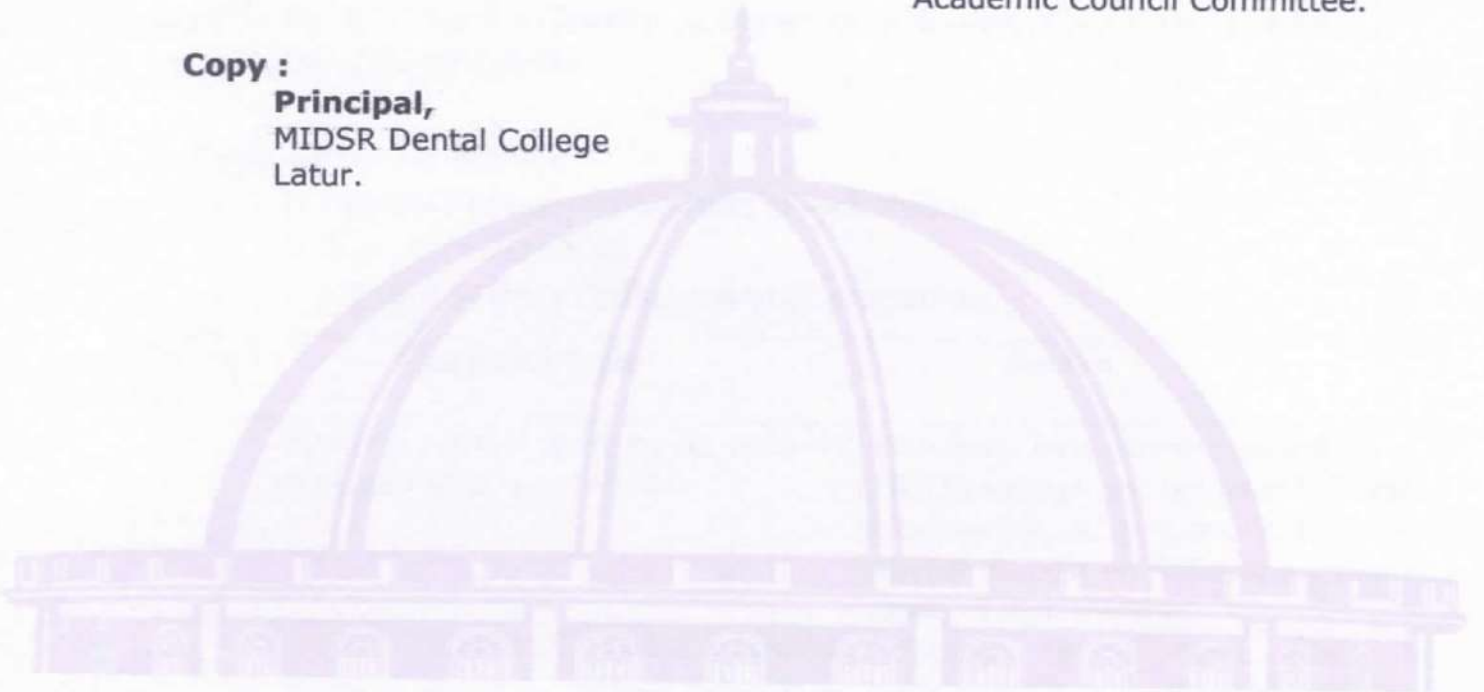 Academic Council Committee.
Copy :
Principal,
MIDSR Dental College
Latur.